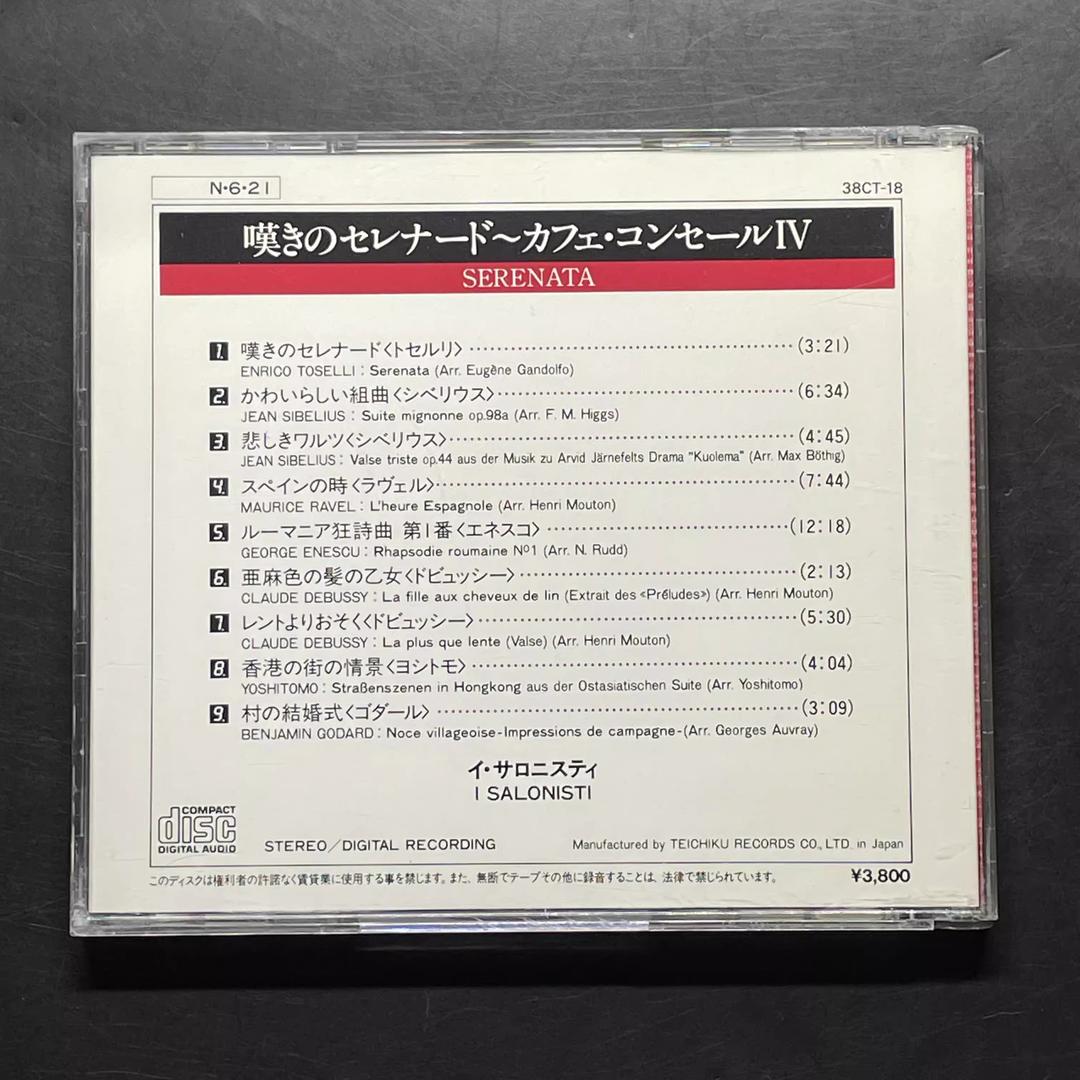 N・6・21
38CT-18
嘆きのセレナード〜カフェ・コンセールIV
SERENATA
1. 嘆きのセレナード〈トセルリ〉 (3:21)
ENRICO TOSELLI : Serenata (Arr. Eugène Gandolfo)
2. かわいらしい組曲〈シベリウス〉 (6:34)
JEAN SIBELIUS : Suite mignonne op.98a (Arr. F. M. Higgs)
3. 悲しきワルツ〈シベリウス〉 (4:45)
JEAN SIBELIUS : Valse triste op.44 aus der Musik zu Arvid Järnefelts Drama "Kuolema" (Arr. Max Böthig)
4. スペインの時〈ラヴェル〉 (7:44)
MAURICE RAVEL : L'heure Espagnole (Arr. Henri Mouton)
5. ルーマニア狂詩曲 第1番〈エネスコ〉 (12:18)
GEORGE ENESCU : Rhapsodie roumaine Nº1 (Arr. N. Rudd)
6. 亜麻色の髪の乙女〈ドビュッシー〉 (2:13)
CLAUDE DEBUSSY : La fille aux cheveux de lin (Extrait des «Préludes») (Arr. Henri Mouton)
7. レントよりおそく〈ドビュッシー〉 (5:30)
CLAUDE DEBUSSY : La plus que lente (Valse) (Arr. Henri Mouton)
8. 香港の街の情景〈ヨシトモ〉 (4:04)
YOSHITOMO : Straßenszenen in Hongkong aus der Ostasiatischen Suite (Arr. Yoshitomo)
9. 村の結婚式〈ゴダール〉 (3:09)
BENJAMIN GODARD : Noce villageoise-Impressions de campagne-(Arr. Georges Auvray)
イ・サロニスティ
I SALONISTI
COMPACT
disc
DIGITAL AUDIO
STEREO/DIGITAL RECORDING
Manufactured by TEICHIKU RECORDS CO., LTD. in Japan
このディスクは権利者の許諾なく賃貸業に使用する事を禁じます。また、無断でテープその他に録音することは、法律で禁じられています。
¥3,800